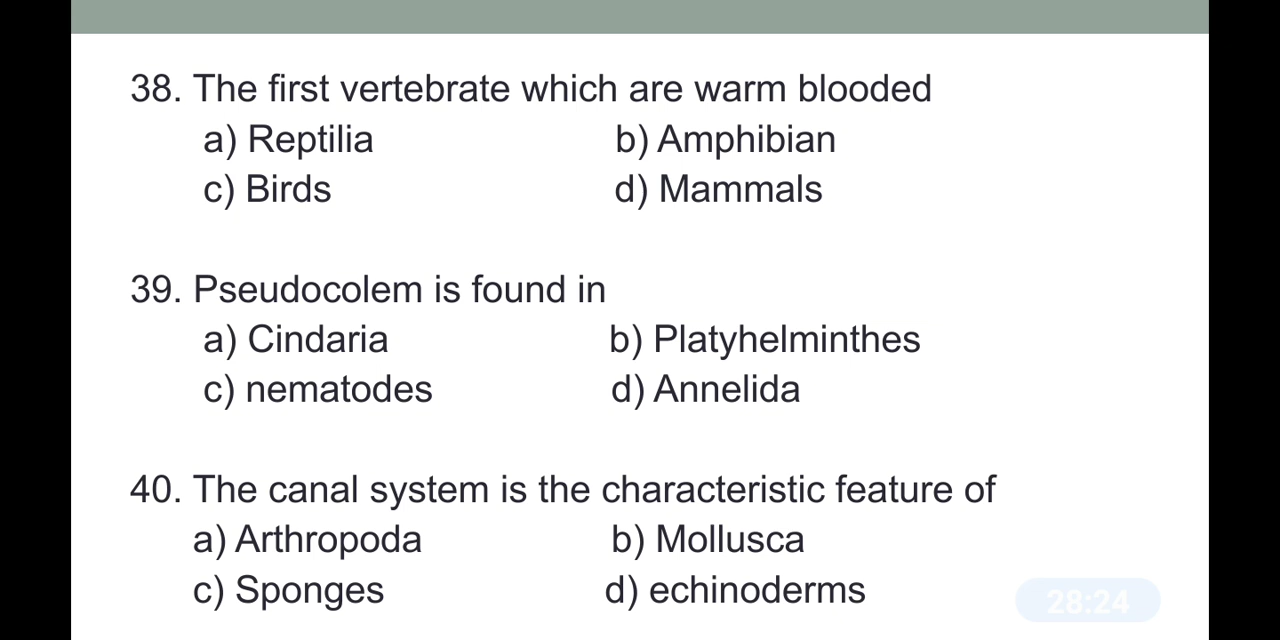 38. The first vertebrate which are warm blooded
a) Reptilia b) Amphibian
c) Birds d) Mammals
39. Pseudocolem is found in
a) Cindaria b) Platyhelminthes
c) nematodes d) Annelida
40. The canal system is the characteristic feature of
a) Arthropoda b) Mollusca
c) Sponges d) echinoderms
28:24